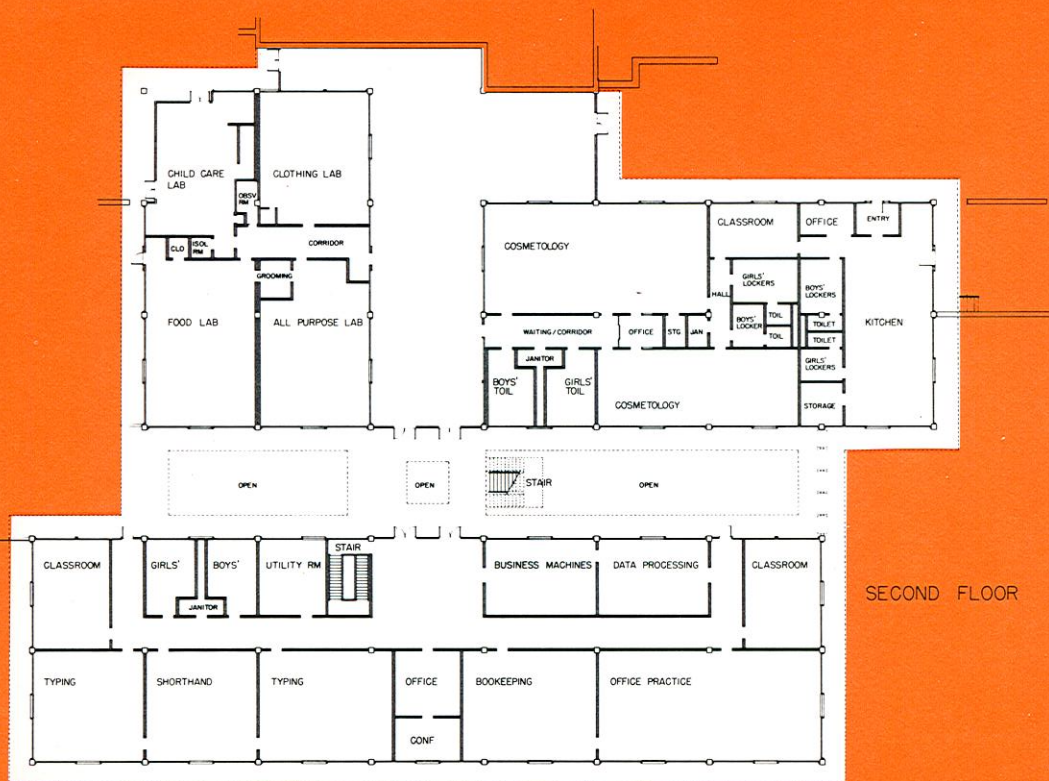 CHILD CARE
LAB
CLOTHING LAB
OBSV
RM
CLO
ISOL
RM
CORRIDOR
GROOMING
FOOD LAB
ALL PURPOSE LAB
COSMETOLOGY
CLASSROOM
OFFICE
ENTRY
GIRLS'
LOCKERS
BOYS'
LOCKERS
HALL
BOYS'
LOCKER
TOIL
TOIL
TOILET
TOILET
KITCHEN
WAITING / CORRIDOR
OFFICE
STG
JAN
JANITOR
BOYS'
TOIL
GIRLS'
TOIL
COSMETOLOGY
GIRLS'
LOCKERS
STORAGE
OPEN
OPEN
STAIR
OPEN
CLASSROOM
GIRLS'
BOYS'
JANITOR
UTILITY RM
STAIR
BUSINESS MACHINES
DATA PROCESSING
CLASSROOM
SECOND FLOOR
TYPING
SHORTHAND
TYPING
OFFICE
CONF
BOOKEEPING
OFFICE PRACTICE